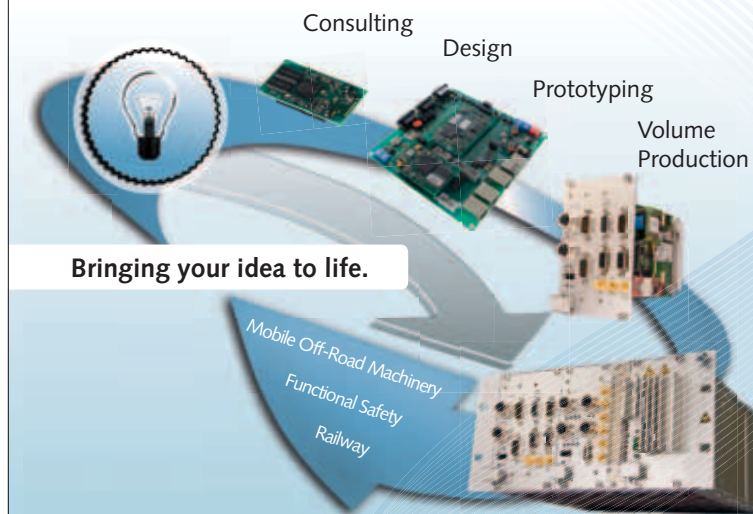 Consulting
Design
Prototyping
Volume
Production
Bringing your idea to life.
Mobile Off-Road Machinery
Functional Safety
Railway